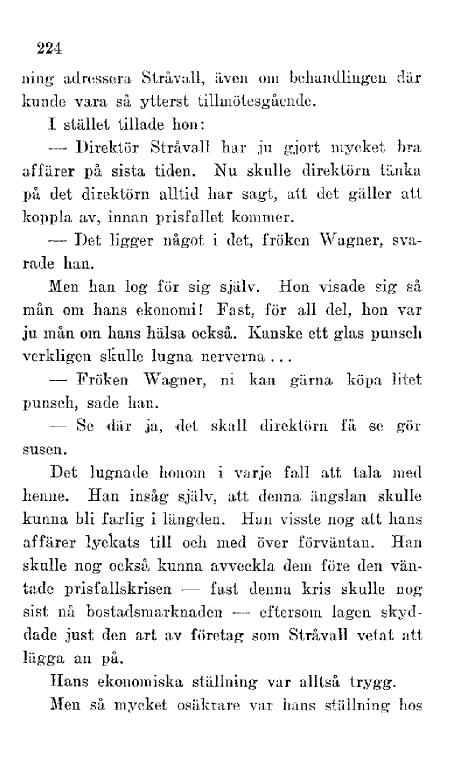 224
ning adressera Stråvall, även om behandlingen där
kunde vara så ytterst tillmötesgående.
I stället tillade hon:
— Direktör Stråvall har ju gjort mycket bra
affärer på sista tiden. Nu skulle direktörn tänka
på det direktörn alltid har sagt, att det gäller att
koppla av, innan prisfallet kommer.
— Det ligger något i det, fröken Wagner, sva-
rade han.
Men han log för sig själv. Hon visade sig så
mån om hans ekonomi! Fast, för all del, hon var
ju mån om hans hälsa också. Kanske ett glas punsch
verkligen skulle lugna nerverna ...
— Fröken Wagner, ni kan gärna köpa litet
punsch, sade han.
— Se där ja, det skall direktörn få se gör
susen.
Det lugnade honom i varje fall att tala med
henne. Han insåg själv, att denna ängslan skulle
kunna bli farlig i längden. Han visste nog att hans
affärer lyckats till och med över förväntan. Han
skulle nog också kunna avveckla dem före den vän-
tade prisfallskrisen — fast denna kris skulle nog
sist nå bostadsmarknaden — eftersom lagen skyd-
dade just den art av företag som Stråvall vetat att
lägga an på.
Hans ekonomiska ställning var alltså trygg.
Men så mycket osäkrare var hans ställning hos